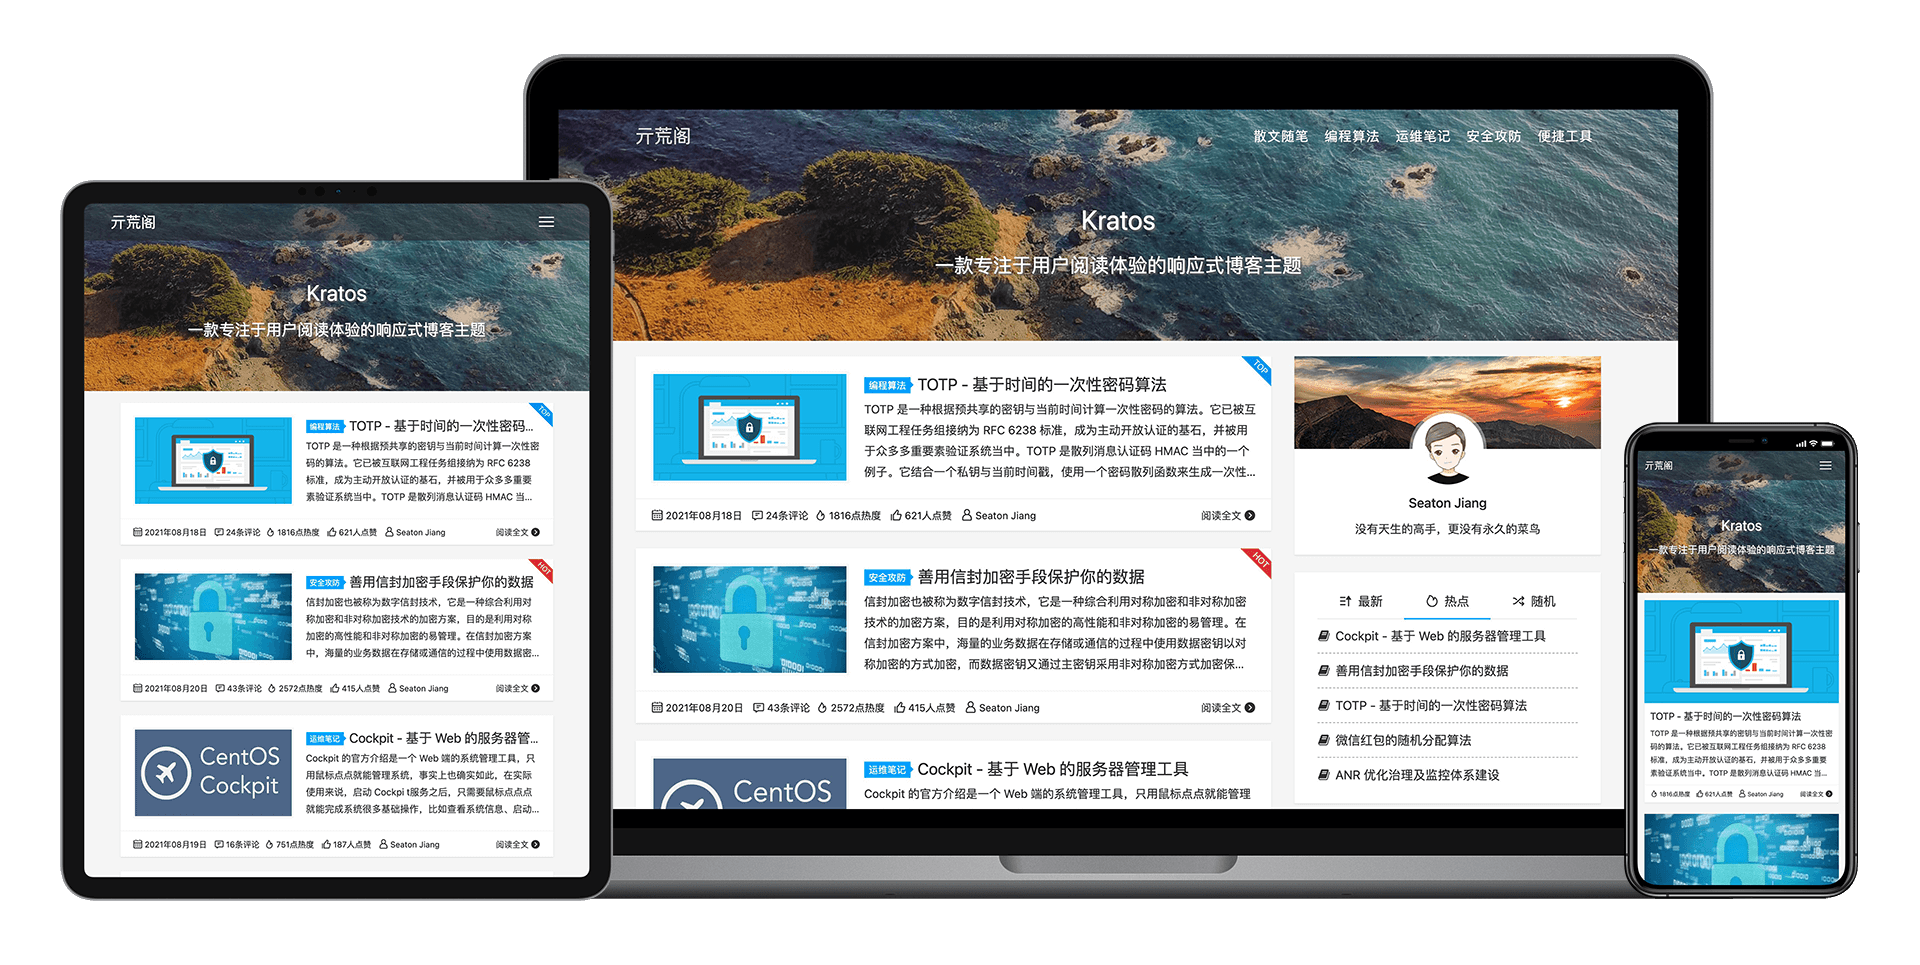 亓荒阁
Kratos
一款专注于用户阅读体验的响应式博客主题
TOP
编程算法 TOTP - 基于时间的一次性密码...
TOTP 是一种根据预共享的密钥与当前时间计算一次性密
码的算法。它已被互联网工程任务组接纳为 RFC 6238
标准，成为主动开放认证的基石，并被用于众多多重要
素验证系统当中。TOTP 是散列消息认证码 HMAC 当...
2021年08月18日 24条评论 1816点热度 621人点赞 Seaton Jiang 阅读全文
HOT
安全攻防 善用信封加密手段保护你的数据
信封加密也被称为数字信封技术，它是一种综合利用对
称加密和非对称加密技术的加密方案，目的是利用对称
加密的高性能和非对称加密的易管理。在信封加密方案
中，海量的业务数据在存储或通信的过程中使用数据密...
2021年08月20日 43条评论 2572点热度 415人点赞 Seaton Jiang 阅读全文
CentOS
Cockpit
运维笔记 Cockpit - 基于 Web 的服务器管...
Cockpit 的官方介绍是一个 Web 端的系统管理工具，只
用鼠标点点就能管理系统，事实上也确实如此，在实际
使用来说，启动 Cockpi t服务之后，只需要鼠标点点点
就能完成系统很多基础操作，比如查看系统信息、启动...
2021年08月19日 16条评论 751点热度 187人点赞 Seaton Jiang 阅读全文
亓荒阁
散文随笔 编程算法 运维笔记 安全攻防 便捷工具
Kratos
一款专注于用户阅读体验的响应式博客主题
TOP
编程算法 TOTP - 基于时间的一次性密码算法
TOTP 是一种根据预共享的密钥与当前时间计算一次性密码的算法。它已被互
联网工程任务组接纳为 RFC 6238 标准，成为主动开放认证的基石，并被用
于众多多重要素验证系统当中。TOTP 是散列消息认证码 HMAC 当中的一个
例子。它结合一个私钥与当前时间戳，使用一个密码散列函数来生成一次性...
2021年08月18日 24条评论 1816点热度 621人点赞 Seaton Jiang 阅读全文
HOT
安全攻防 善用信封加密手段保护你的数据
信封加密也被称为数字信封技术，它是一种综合利用对称加密和非对称加密
技术的加密方案，目的是利用对称加密的高性能和非对称加密的易管理。在
信封加密方案中，海量的业务数据在存储或通信的过程中使用数据密钥以对
称加密的方式加密，而数据密钥又通过主密钥采用非对称加密方式加密保...
2021年08月20日 43条评论 2572点热度 415人点赞 Seaton Jiang 阅读全文
CentOS
运维笔记 Cockpit - 基于 Web 的服务器管理工具
Cockpit 的官方介绍是一个 Web 端的系统管理工具，只用鼠标点点就能管理
Seaton Jiang
没有天生的高手，更没有永久的菜鸟
最新 热点 随机
Cockpit - 基于 Web 的服务器管理工具
善用信封加密手段保护你的数据
TOTP - 基于时间的一次性密码算法
微信红包的随机分配算法
ANR 优化治理及监控体系建设
亓荒阁
Kratos
一款专注于用户阅读体验的响应式博客主题
TOTP - 基于时间的一次性密码算法
TOTP 是一种根据预共享的密钥与当前时间计算一次性密
码的算法。它已被互联网工程任务组接纳为 RFC 6238
标准，成为主动开放认证的基石，并被用于众多多重要
素验证系统当中。TOTP 是散列消息认证码 HMAC 当...
1816点热度 621人点赞 Seaton Jiang 阅读全文